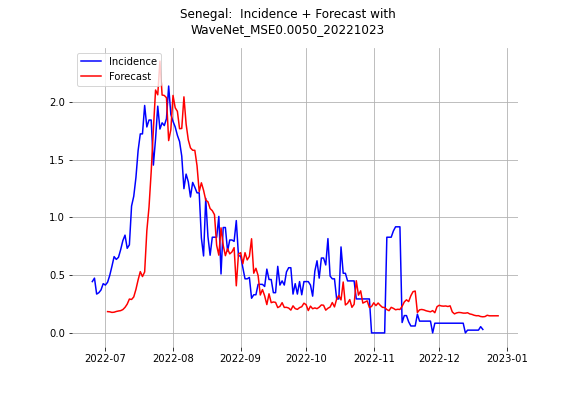 Senegal:  Incidence + Forecast with
WaveNet_MSE0.0050_20221023
Incidence
Forecast
2.0
1.5
1.0
0.5
0.0
2022-07 2022-08 2022-09 2022-10 2022-11 2022-12 2023-01